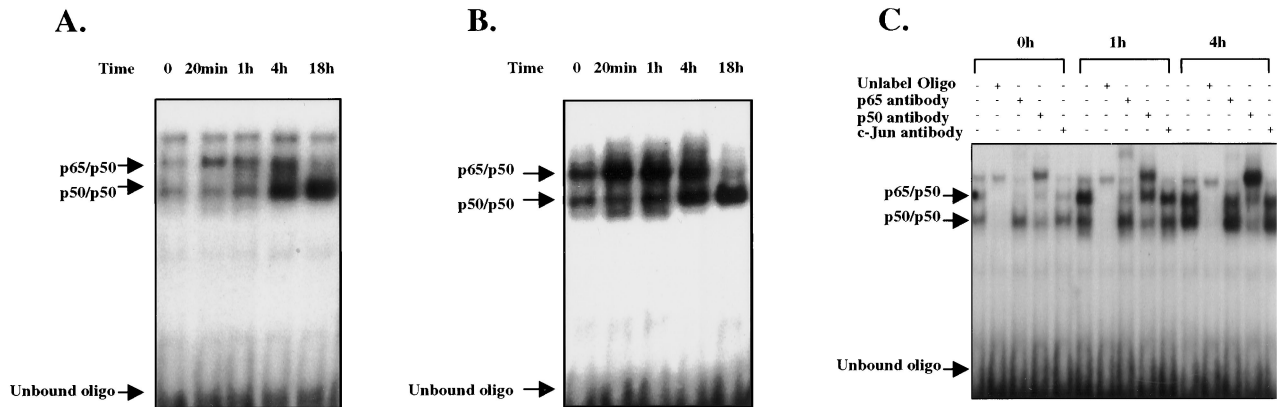 A.
Time 0 20min 1h 4h 18h
p65/p50
p50/p50
Unbound oligo
B.
Time 0 20min 1h 4h 18h
p65/p50
p50/p50
Unbound oligo
C.
0h 1h 4h
Unlabel Oligo - + - - - - + - - - - + - - -
p65 antibody - - + - - - - + - - - - + - -
p50 antibody - - - + - - - - + - - - - + -
c-Jun antibody - - - - + - - - - + - - - - +
p65/p50
p50/p50
Unbound oligo